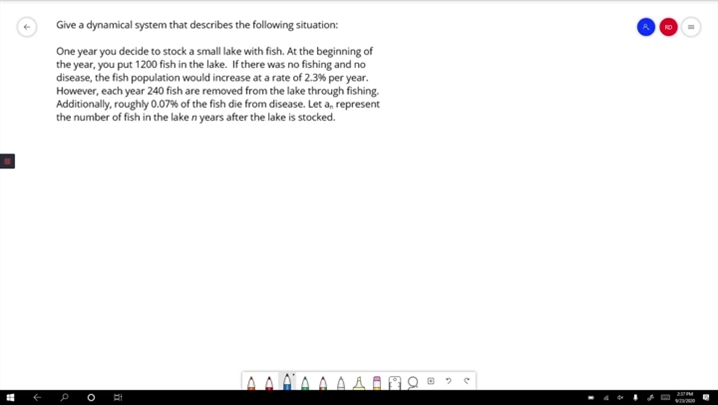 Give a dynamical system that describes the following situation:
One year you decide to stock a small lake with fish. At the beginning of
the year, you put 1200 fish in the lake. If there was no fishing and no
disease, the fish population would increase at a rate of 2.3% per year.
However, each year 240 fish are removed from the lake through fishing.
Additionally, roughly 0.07% of the fish die from disease. Let aₙ represent
the number of fish in the lake n years after the lake is stocked.
RD
2:37 PM
9/23/2020